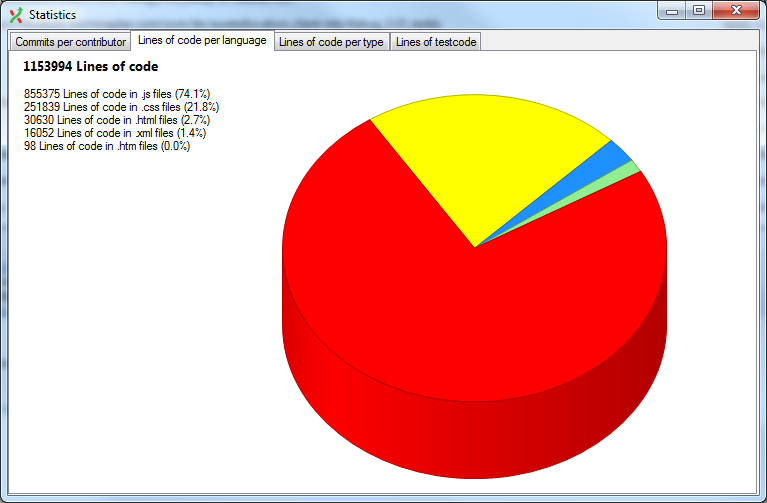 Statistics
Commits per contributor
Lines of code per language
Lines of code per type
Lines of testcode
1153994 Lines of code
855375 Lines of code in .js files (74.1%)
251839 Lines of code in .css files (21.8%)
30630 Lines of code in .html files (2.7%)
16052 Lines of code in .xml files (1.4%)
98 Lines of code in .htm files (0.0%)